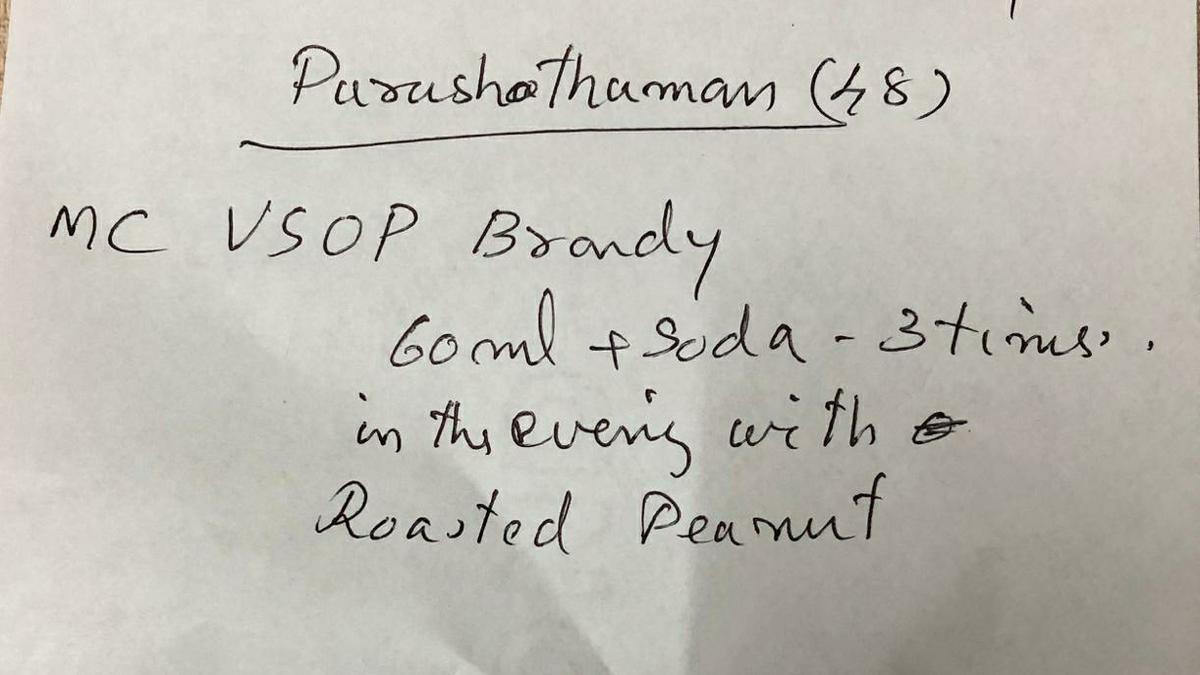 Purushothaman (48)
MC VSOP Brandy
60ml + Soda - 3 times.
in the evening with
Roasted Peanut